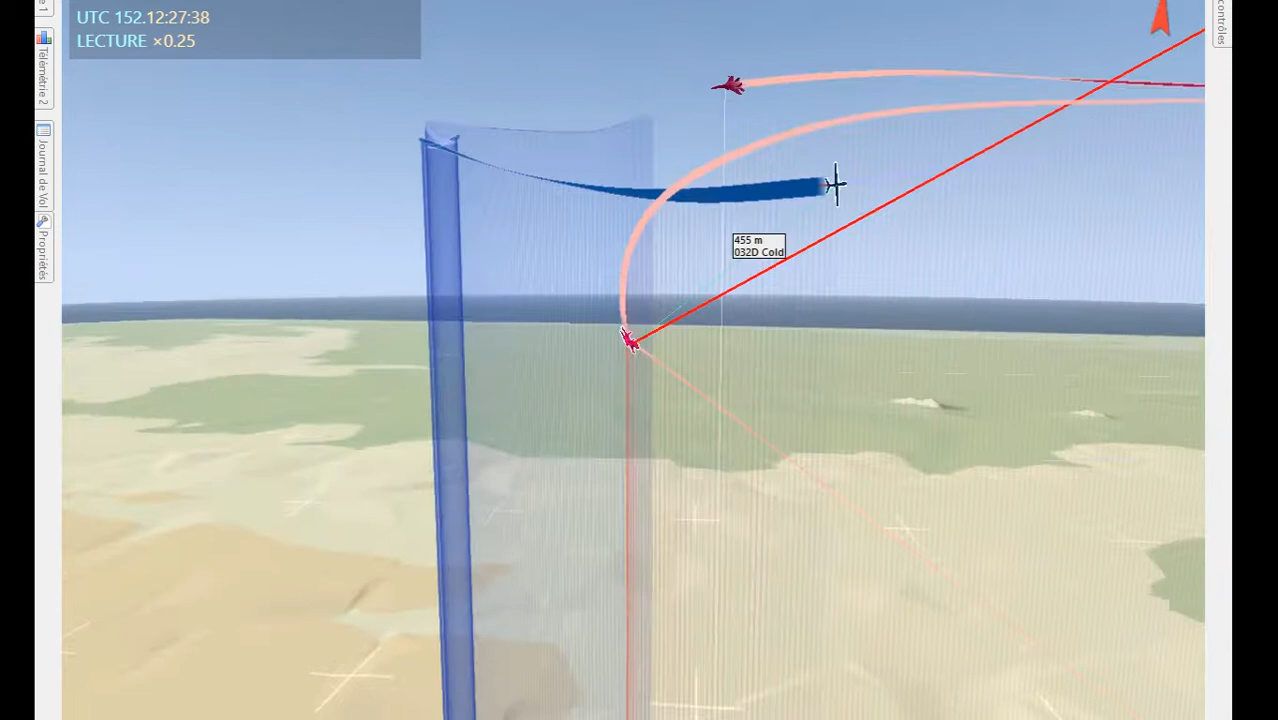 UTC 152.12:27:38
LECTURE ×0.25
Télémétrie 2
Journal de Vol
Propriétés
455 m
032D Cold
contrôles